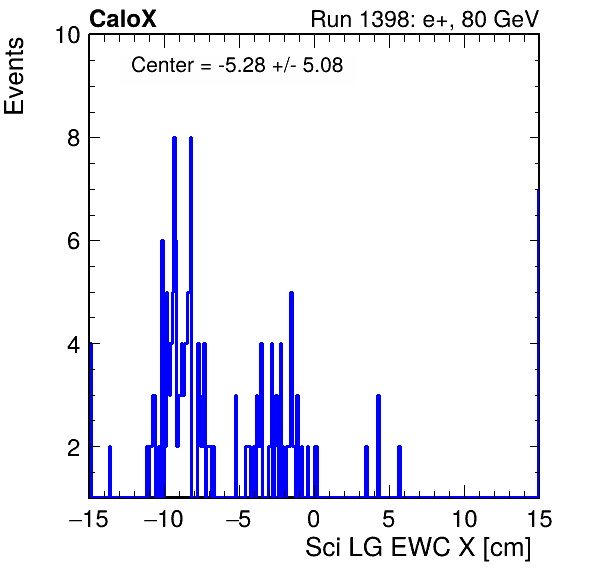 CaloX Run 1398: e+, 80 GeV
Center = -5.28 +/- 5.08
Events
10
8
6
4
2
−15 −10 −5 0 5 10 15
Sci LG EWC X [cm]